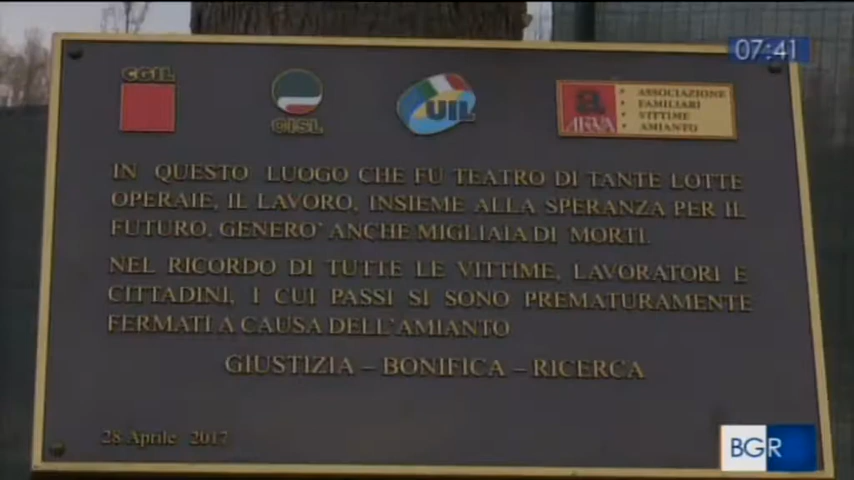 07:41
CGIL
CISL
UIL
ASSOCIAZIONE
FAMILIARI
VITTIME
AMIANTO
IN QUESTO LUOGO CHE FU TEATRO DI TANTE LOTTE
OPERAIE, IL LAVORO, INSIEME ALLA SPERANZA PER IL
FUTURO, GENERO' ANCHE MIGLIAIA DI MORTI.
NEL RICORDO DI TUTTE LE VITTIME, LAVORATORI E
CITTADINI, I CUI PASSI SI SONO PREMATURAMENTE
FERMATI A CAUSA DELL'AMIANTO
GIUSTIZIA – BONIFICA – RICERCA
28 Aprile 2017
BGR